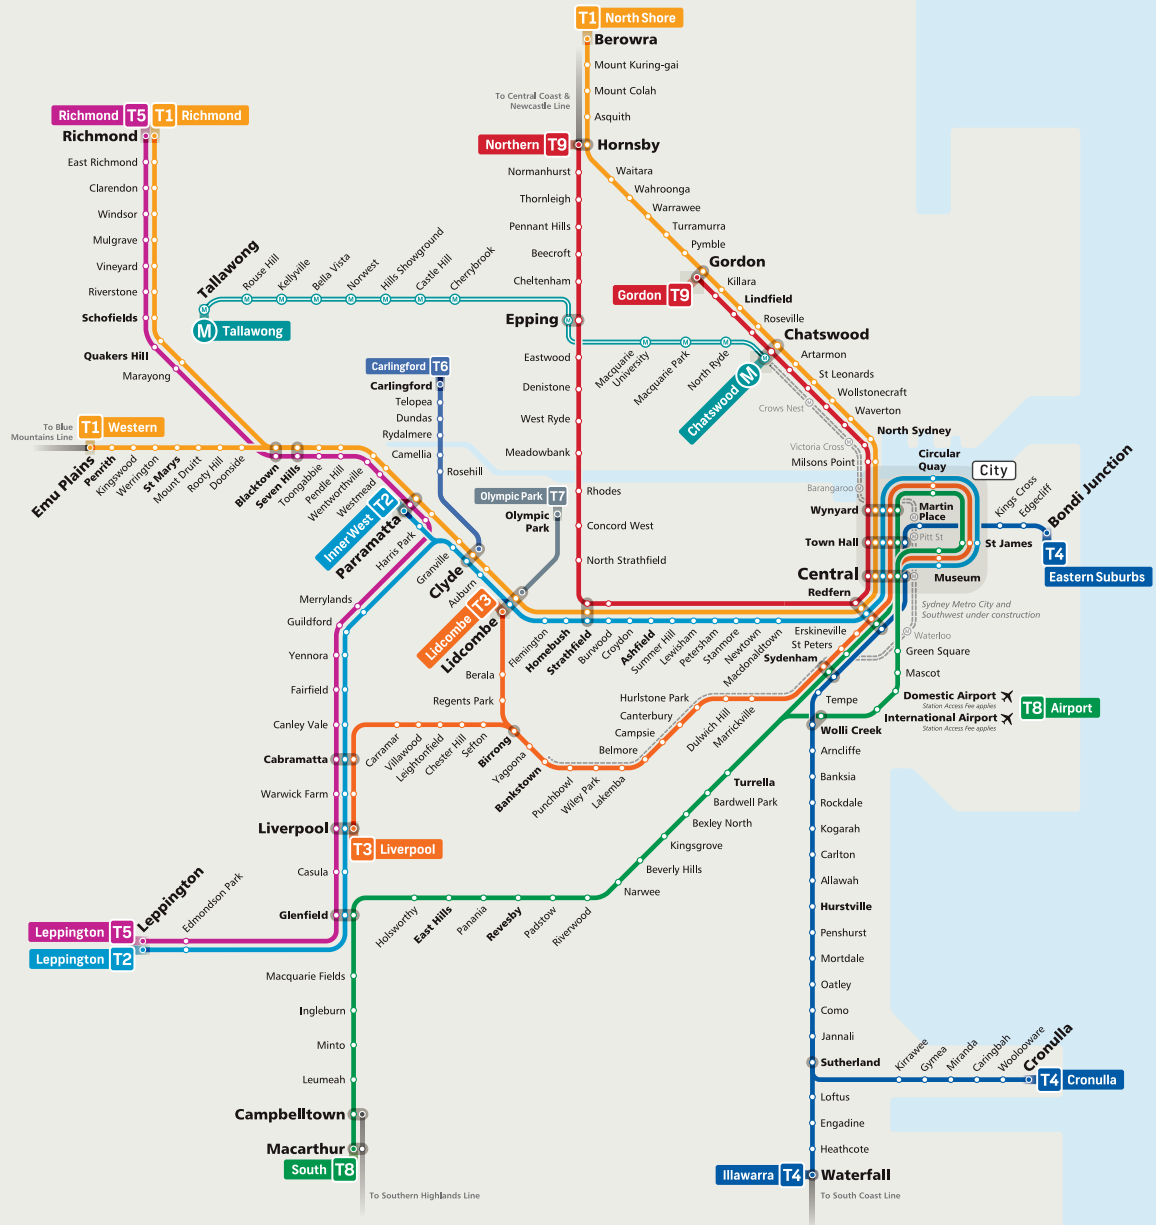 T1 North Shore
Berowra
Mount Kuring-gai
Mount Colah
To Central Coast &
Newcastle Line
Asquith
Northern T9
Hornsby
Richmond T5
T1 Richmond
Richmond
East Richmond
Clarendon
Windsor
Mulgrave
Vineyard
Riverstone
Schofields
Quakers Hill
Marayong
Normanhurst
Thornleigh
Pennant Hills
Beecroft
Cheltenham
Epping
Eastwood
Denistone
West Ryde
Meadowbank
Rhodes
Concord West
North Strathfield
Waitara
Wahroonga
Warrawee
Turramurra
Pymble
Gordon
Gordon T9
Killara
Lindfield
Roseville
Chatswood
Artarmon
St Leonards
Wollstonecraft
Waverton
North Sydney
Milsons Point
Tallawong
M Tallawong
Rouse Hill
Kellyville
Bella Vista
Norwest
Hills Showground
Castle Hill
Cherrybrook
Macquarie
University
Macquarie Park
North Ryde
Chatswood M
Crows Nest
Victoria Cross
Barangaroo
Carlingford T6
Carlingford
Telopea
Dundas
Rydalmere
Camellia
Rosehill
Olympic Park T7
Olympic
Park
To Blue
Mountains Line
T1 Western
Emu Plains
Penrith
Kingswood
Werrington
St Marys
Mount Druitt
Rooty Hill
Doonside
Blacktown
Seven Hills
Toongabbie
Pendle Hill
Wentworthville
Westmead
Inner West T2
Parramatta
Harris Park
Granville
Clyde
Auburn
Lidcombe T3
Lidcombe
Flemington
Homebush
Strathfield
Burwood
Croydon
Ashfield
Summer Hill
Lewisham
Petersham
Stanmore
Newtown
Macdonaldtown
City
Circular
Quay
Wynyard
Martin
Place
Pitt St
Town Hall
St James
Central
Museum
Redfern
Kings Cross
Edgecliff
Bondi Junction
T4
Eastern Suburbs
Sydney Metro City and
Southwest under construction
Waterloo
Erskineville
St Peters
Sydenham
Green Square
Mascot
Domestic Airport
Station Access Fee applies
International Airport
Station Access Fee applies
T8 Airport
Tempe
Wolli Creek
Merrylands
Guildford
Yennora
Fairfield
Canley Vale
Cabramatta
Warwick Farm
Liverpool
T3 Liverpool
Casula
Glenfield
Berala
Regents Park
Carramar
Villawood
Leightonfield
Chester Hill
Sefton
Birrong
Yagoona
Bankstown
Punchbowl
Wiley Park
Lakemba
Belmore
Campsie
Canterbury
Hurlstone Park
Dulwich Hill
Marrickville
Turrella
Bardwell Park
Bexley North
Kingsgrove
Beverly Hills
Narwee
Riverwood
Padstow
Revesby
Panania
East Hills
Holsworthy
Leppington
Edmondson Park
Leppington T5
Leppington T2
Macquarie Fields
Ingleburn
Minto
Leumeah
Campbelltown
Macarthur
South T8
To Southern Highlands Line
Arncliffe
Banksia
Rockdale
Kogarah
Carlton
Allawah
Hurstville
Penshurst
Mortdale
Oatley
Como
Jannali
Sutherland
Kirrawee
Gymea
Miranda
Caringbah
Woolooware
Cronulla
T4 Cronulla
Loftus
Engadine
Heathcote
Illawarra T4
Waterfall
To South Coast Line